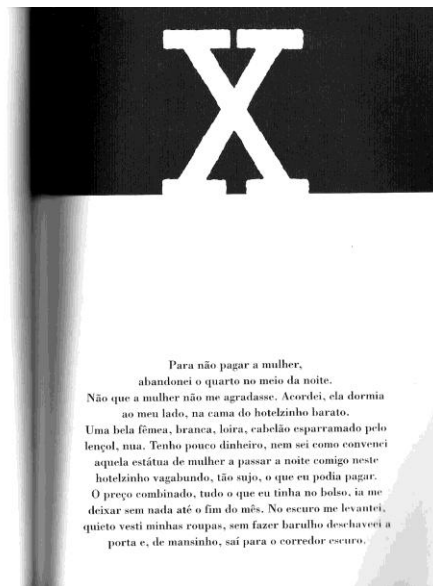 X
Para não pagar a mulher,
abandonei o quarto no meio da noite.
Não que a mulher não me agradasse. Acordei, ela dormia
ao meu lado, na cama do hotelzinho barato.
Uma bela fêmea, branca, loira, cabelão esparramado pelo
lençol, nua. Tenho pouco dinheiro, nem sei como convenci
aquela estátua de mulher a passar a noite comigo neste
hotelzinho vagabundo, tão sujo, o que eu podia pagar.
O preço combinado, tudo o que eu tinha no bolso, ia me
deixar sem nada até o fim do mês. No escuro me levantei,
quieto vesti minhas roupas, sem fazer barulho deschaveei a
porta e, de mansinho, saí para o corredor escuro.